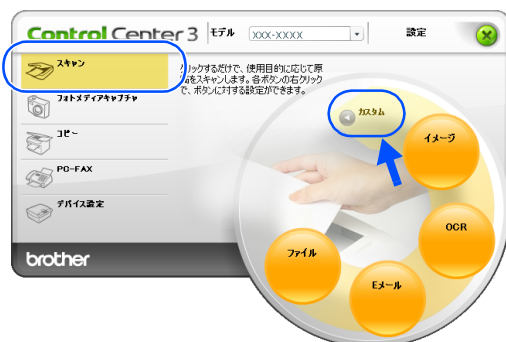 Control Center 3
モデル
XXX-XXXX
設定
スキャン
フォトメディアキャプチャ
コピー
PC-FAX
デバイス設定
リックするだけで、使用目的に応じて原
稿をスキャンします。各ボタンの右クリック
で、ボタンに対する設定ができます。
カスタム
イメージ
OCR
Eメール
ファイル
brother